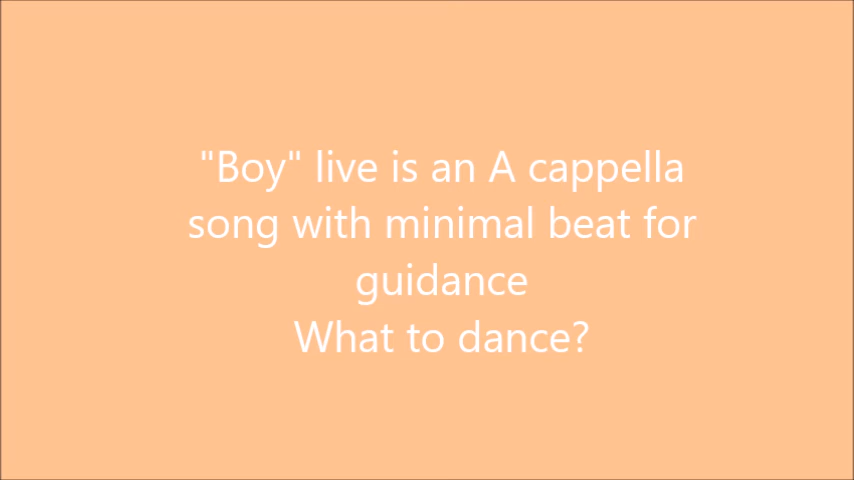 "Boy" live is an A cappella
song with minimal beat for
guidance
What to dance?